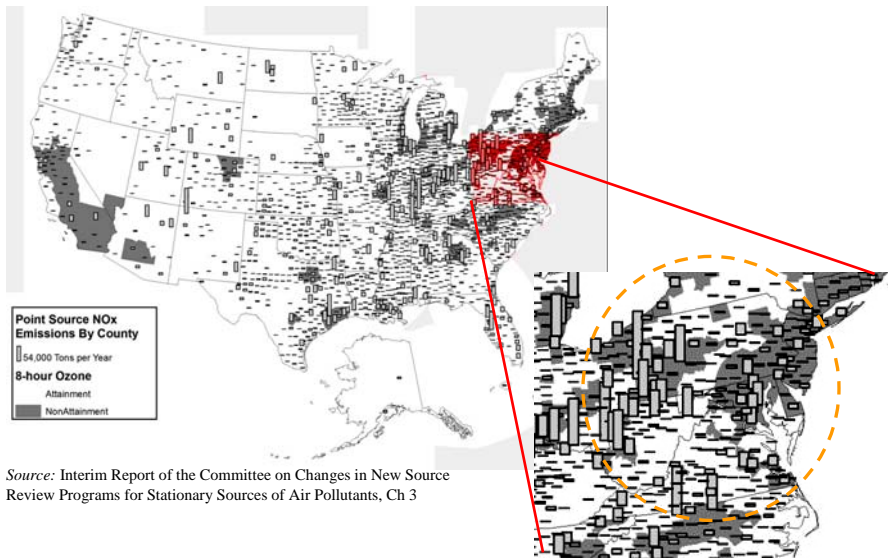 Point Source NOx
Emissions By County
54,000 Tons per Year
8-hour Ozone
Attainment
NonAttainment
Source: Interim Report of the Committee on Changes in New Source
Review Programs for Stationary Sources of Air Pollutants, Ch 3